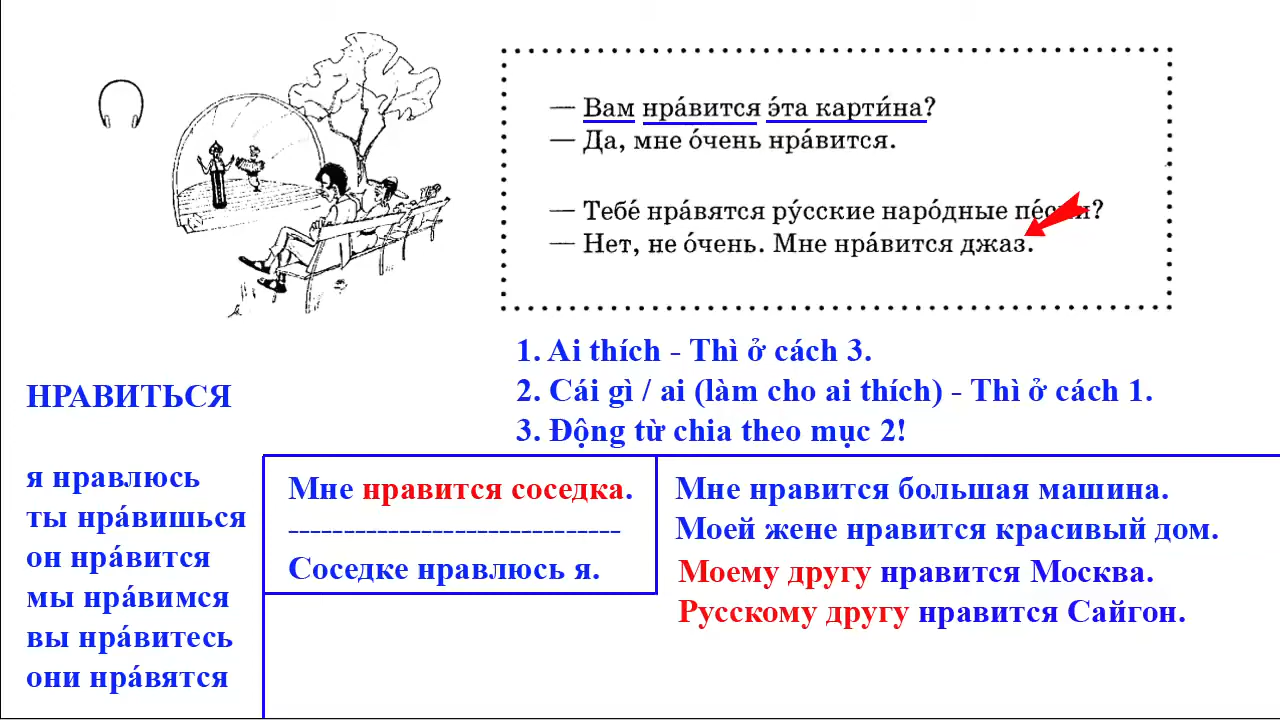 — Вам нра́вится э́та карти́на?
— Да, мне о́чень нра́вится.
— Тебе́ нра́вятся ру́сские наро́дные пе́сни?
— Нет, не о́чень. Мне нра́вится джаз.
1. Ai thích - Thì ở cách 3.
2. Cái gì / ai (làm cho ai thích) - Thì ở cách 1.
3. Động từ chia theo mục 2!
НРАВИТЬСЯ
я нравлюсь
ты нра́вишься
он нра́вится
мы нра́вимся
вы нра́витесь
они нра́вятся
Мне нравится соседка.
------------------------------
Соседке нравлюсь я.
Мне нравится большая машина.
Моей жене нравится красивый дом.
Моему другу нравится Москва.
Русскому другу нравится Сайгон.